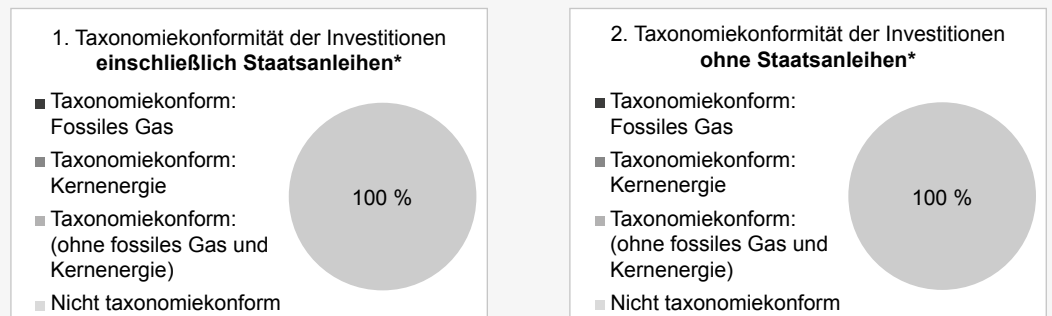 1. Taxonomiekonformität der Investitionen
einschließlich Staatsanleihen*
Taxonomiekonform:
Fossiles Gas
Taxonomiekonform:
Kernenergie
Taxonomiekonform:
(ohne fossiles Gas und
Kernenergie)
Nicht taxonomiekonform
100 %
2. Taxonomiekonformität der Investitionen
ohne Staatsanleihen*
Taxonomiekonform:
Fossiles Gas
Taxonomiekonform:
Kernenergie
Taxonomiekonform:
(ohne fossiles Gas und
Kernenergie)
Nicht taxonomiekonform
100 %